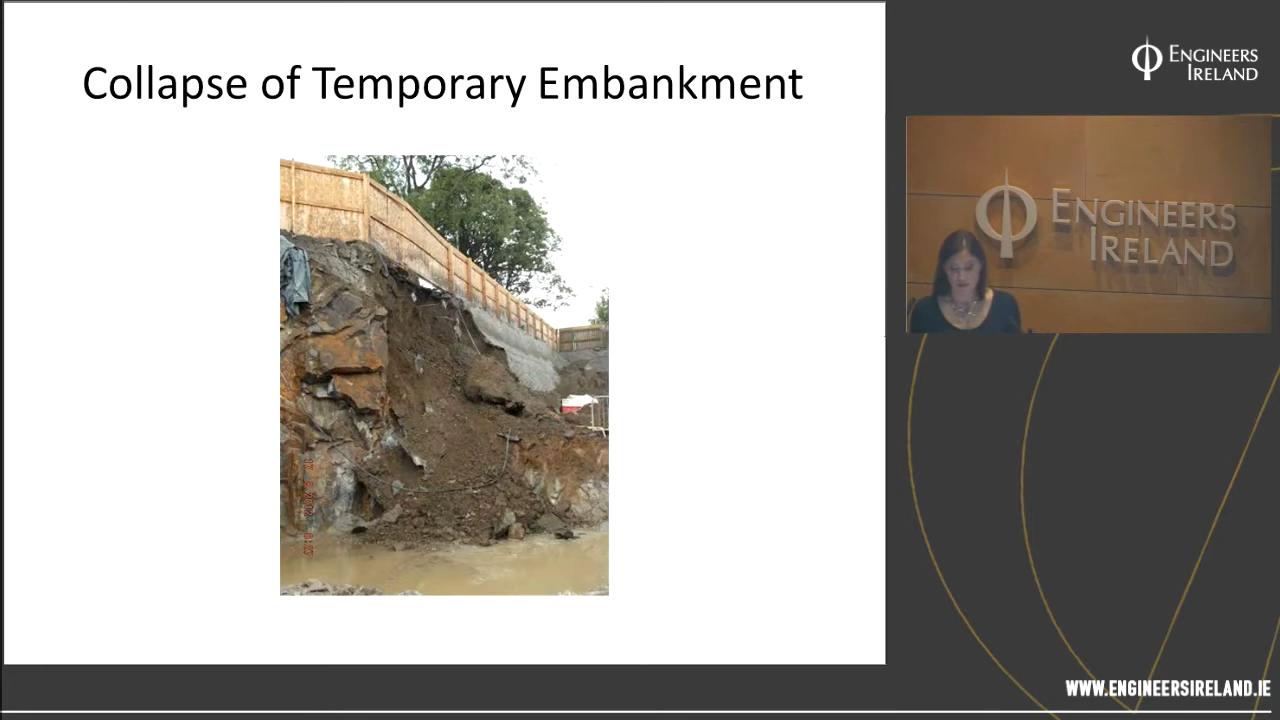 Collapse of Temporary Embankment
ENGINEERS
IRELAND
ENGINEERS
IRELAND
WWW.ENGINEERSIRELAND.IE